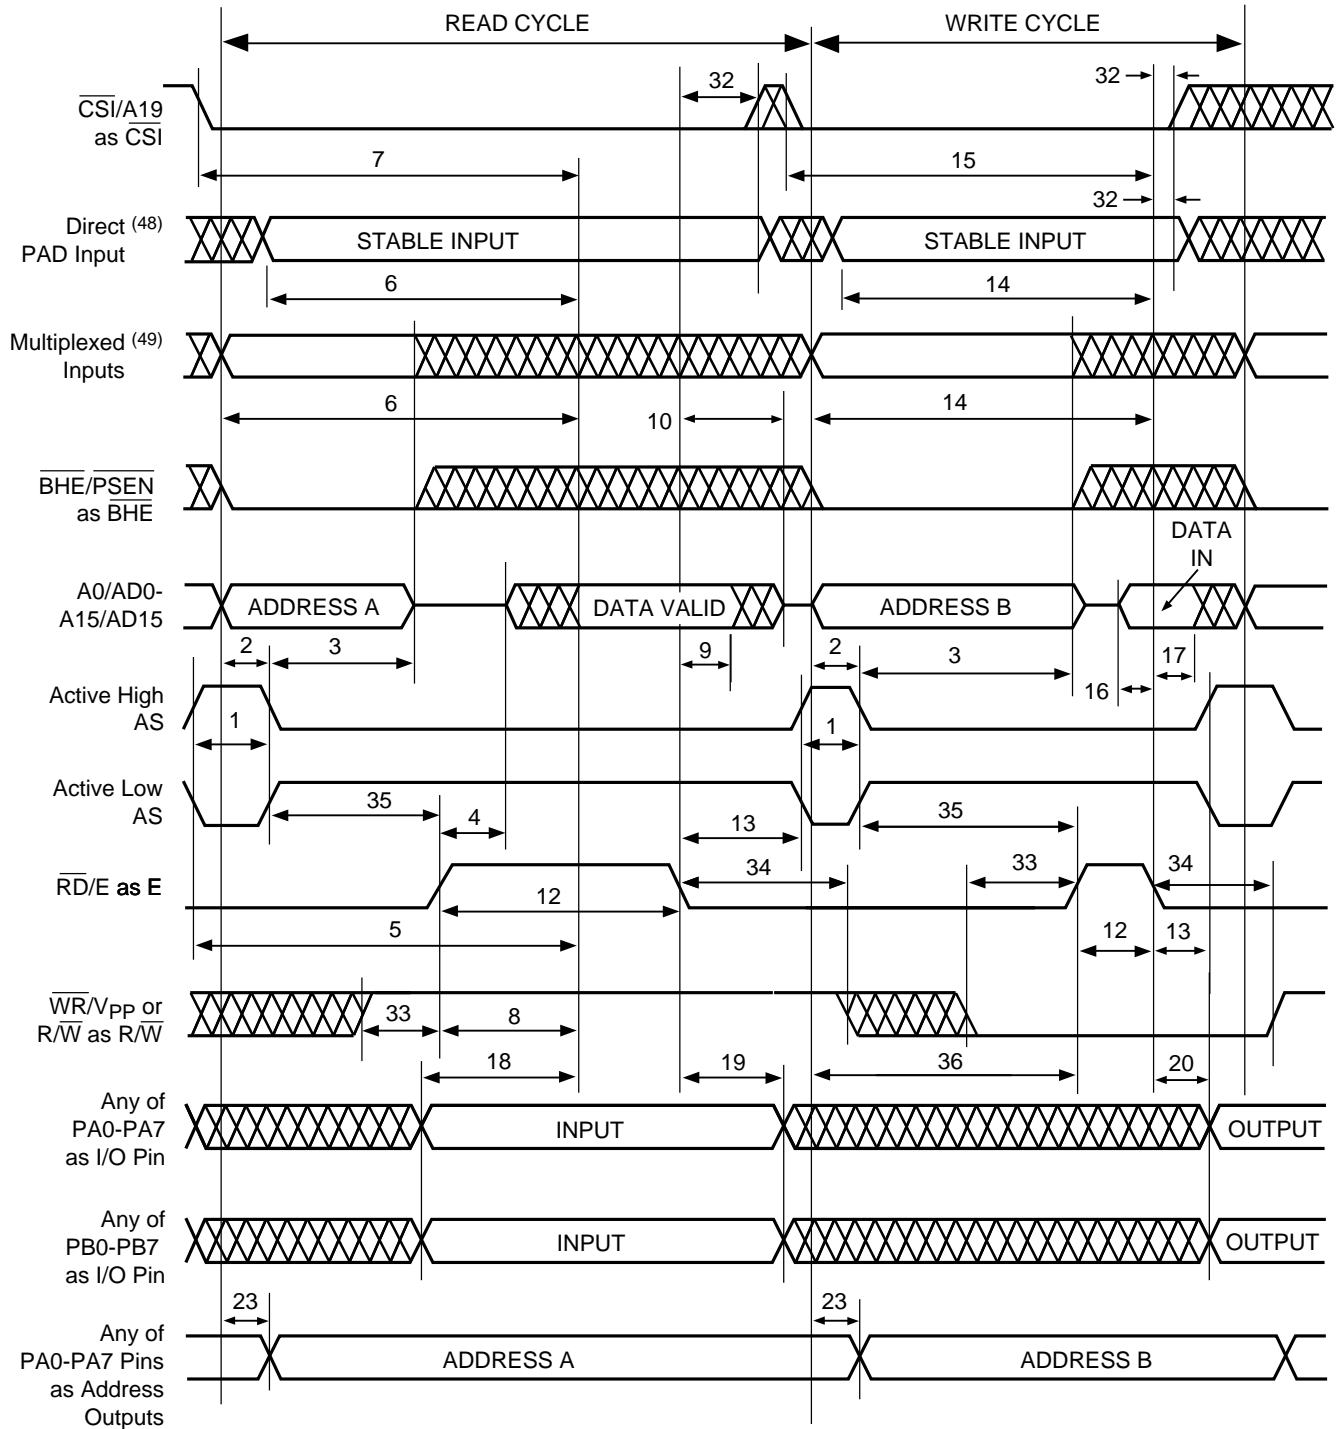 READ CYCLE WRITE CYCLE
32 32
CSI/A19
as CSI
7 15
32
Direct (48)
PAD Input
STABLE INPUT STABLE INPUT
6 14
Multiplexed (49)
Inputs
6 10 14
BHE/PSEN
as BHE
DATA
IN
A0/AD0-
A15/AD15
ADDRESS A DATA VALID ADDRESS B
2 3 9 2 3 17
16
Active High
AS
1 1
Active Low
AS
35 4 13 35
34 33 34
RD/E as E
12
5 12 13
WR/VPP or
R/W as R/W
33 8
18 19 36 20
Any of
PA0-PA7
as I/O Pin
INPUT OUTPUT
Any of
PB0-PB7
as I/O Pin
INPUT OUTPUT
23 23
Any of
PA0-PA7 Pins
as Address
Outputs
ADDRESS A ADDRESS B